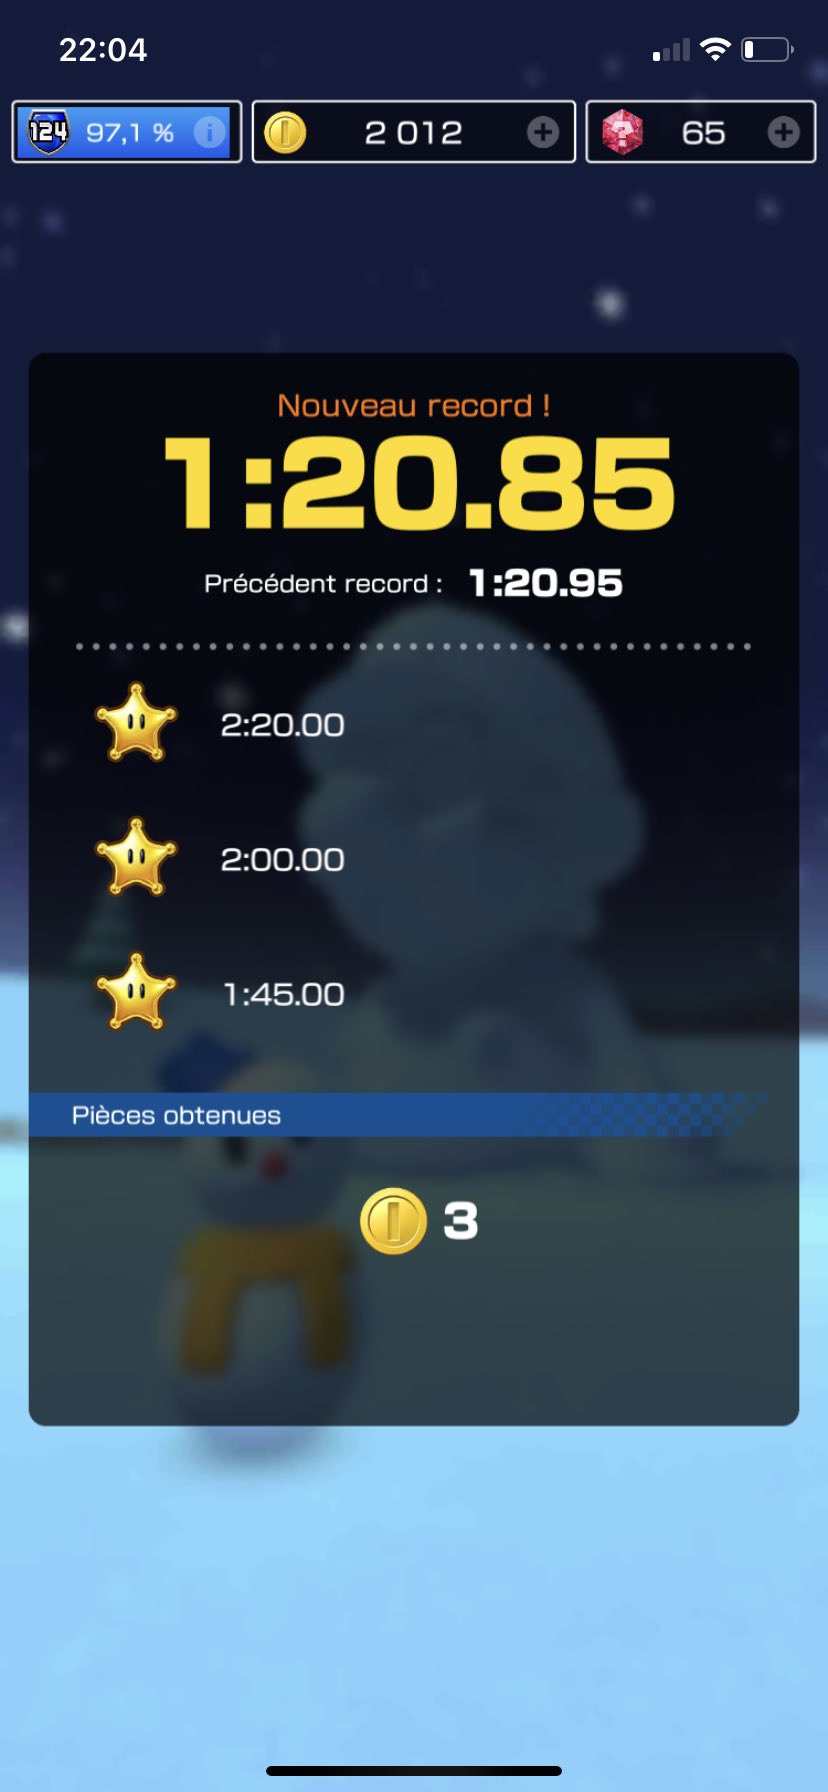 22:04
124 97,1 % i 2 012 + ? 65 +
Nouveau record !
1:20.85
Précédent record : 1:20.95
2:20.00
2:00.00
1:45.00
Pièces obtenues
3